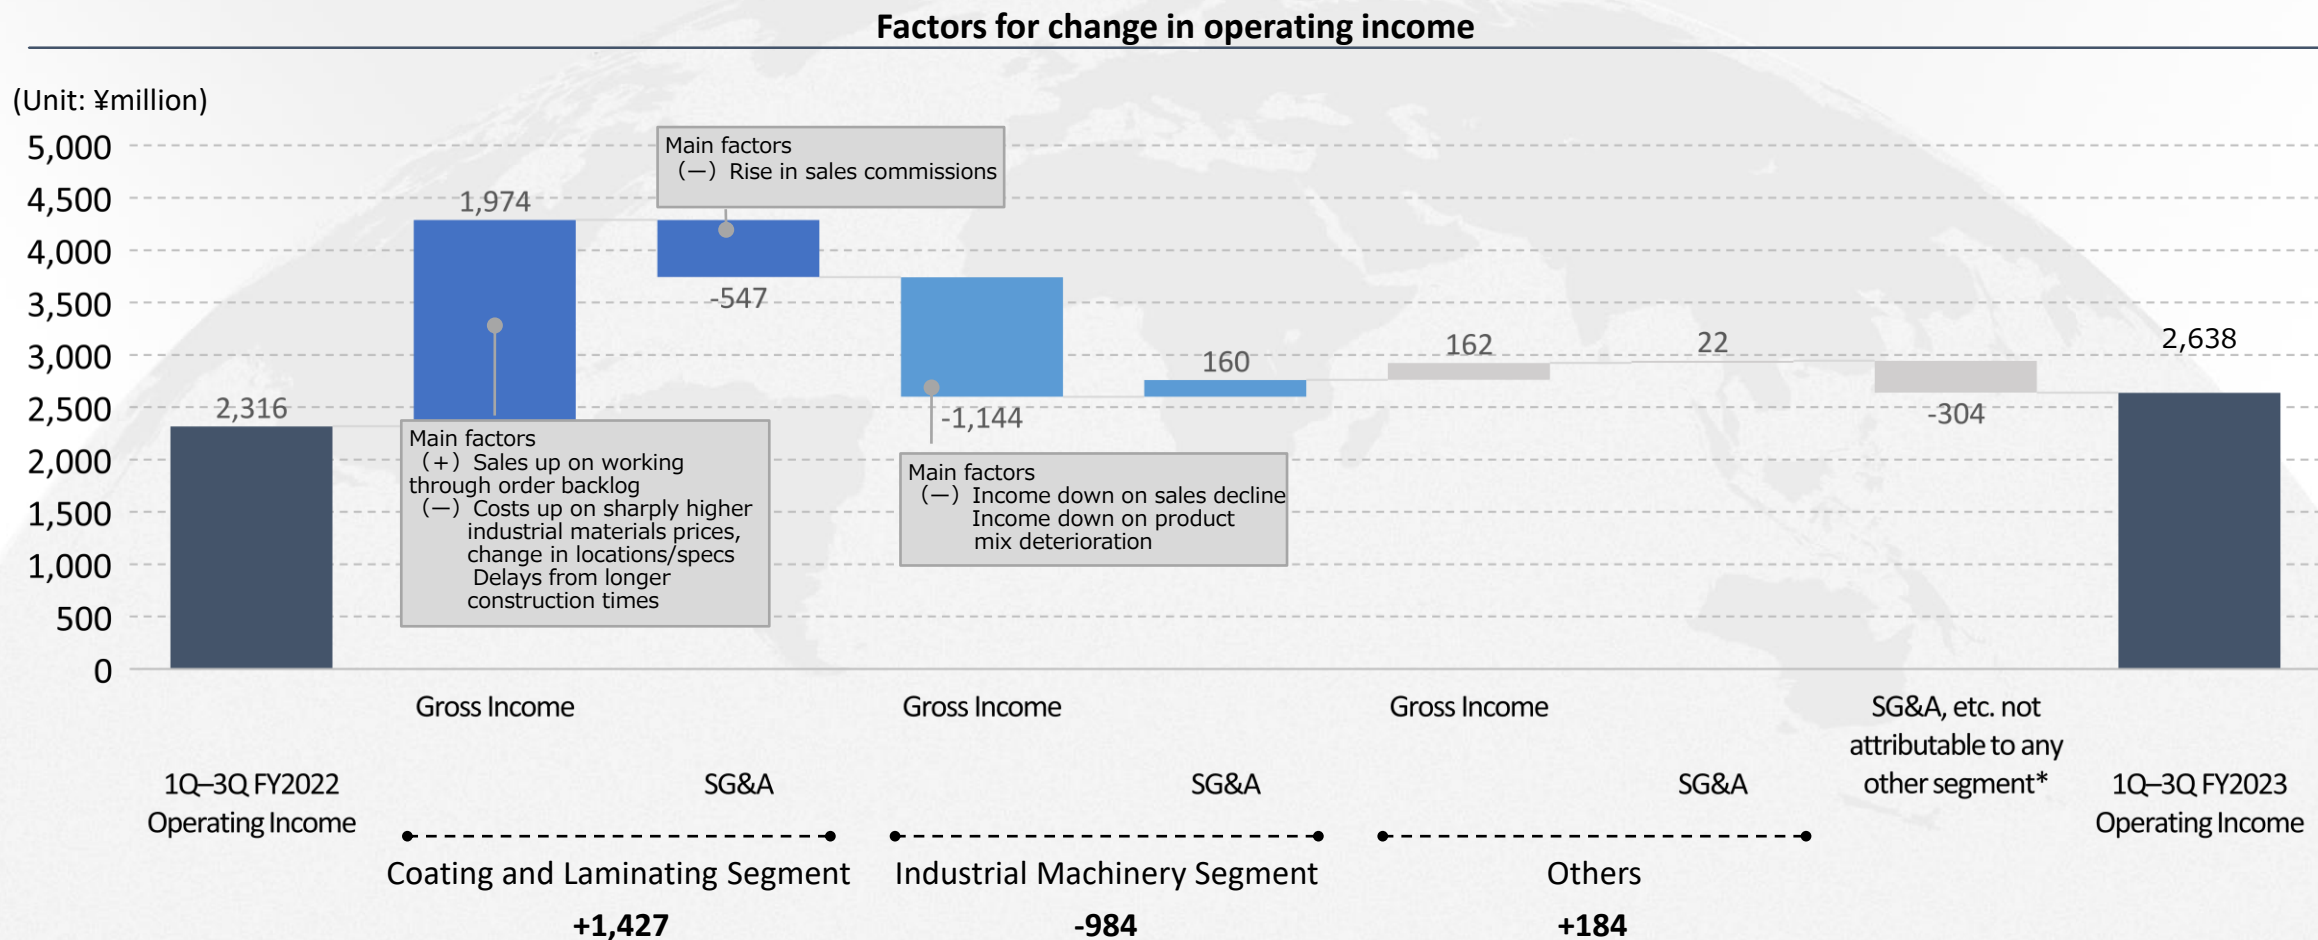 Factors for change in operating income
(Unit: ¥million)
5,000
4,500
4,000
3,500
3,000
2,500
2,000
1,500
1,000
500
0
2,316
1,974
-547
-1,144
160
162
22
-304
2,638
Main factors
（－）Rise in sales commissions
Main factors
（+）Sales up on working
through order backlog
（－）Costs up on sharply higher
industrial materials prices,
change in locations/specs
Delays from longer
construction times
Main factors
（－）Income down on sales decline
Income down on product
mix deterioration
1Q–3Q FY2022
Operating Income
Gross Income
SG&A
Gross Income
SG&A
Gross Income
SG&A
SG&A, etc. not
attributable to any
other segment*
1Q–3Q FY2023
Operating Income
Coating and Laminating Segment
+1,427
Industrial Machinery Segment
-984
Others
+184